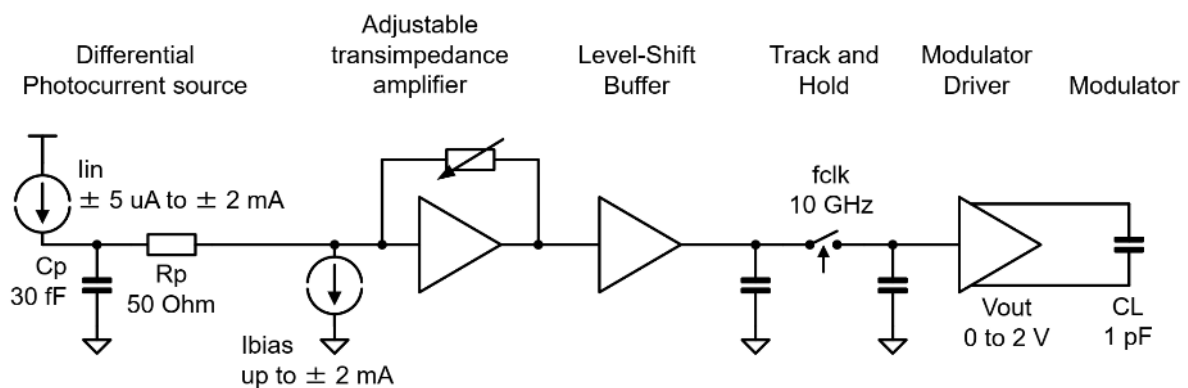 Differential
Photocurrent source
Adjustable
transimpedance
amplifier
Level-Shift
Buffer
Track and
Hold
Modulator
Driver
Modulator
Iin
± 5 uA to ± 2 mA
Cp
30 fF
Rp
50 Ohm
Ibias
up to ± 2 mA
fclk
10 GHz
Vout
0 to 2 V
CL
1 pF